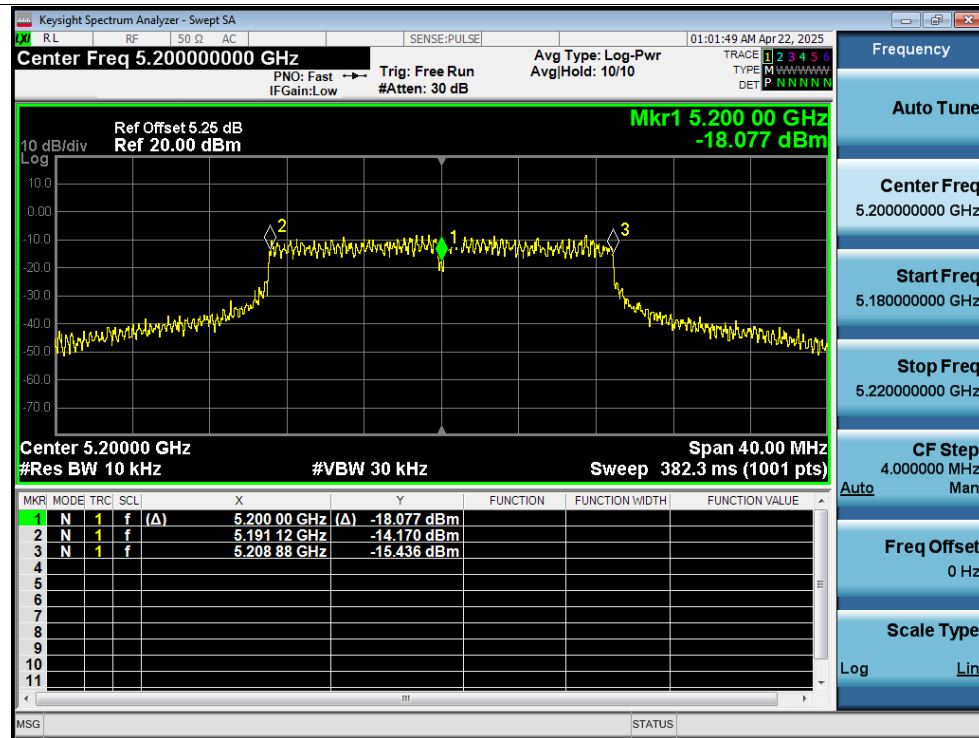 Keysight Spectrum Analyzer - Swept SA
LXI RL RF 50 Ω AC SENSE:PULSE 01:01:49 AM Apr 22, 2025
Center Freq 5.200000000 GHz
PNO: Fast
IFGain:Low
Trig: Free Run
#Atten: 30 dB
Avg Type: Log-Pwr
Avg|Hold: 10/10
TRACE 1 2 3 4 5 6
TYPE M W W W W W
DET P N N N N N
Mkr1 5.200 00 GHz
-18.077 dBm
Ref Offset 5.25 dB
10 dB/div Ref 20.00 dBm
Log
10.0
0.00
-10.0
-20.0
-30.0
-40.0
-50.0
-60.0
-70.0
2
1
3
Center 5.20000 GHz Span 40.00 MHz
#Res BW 10 kHz #VBW 30 kHz Sweep 382.3 ms (1001 pts)
MKR MODE TRC SCL X Y FUNCTION FUNCTION WIDTH FUNCTION VALUE
1 N 1 f (Δ) 5.200 00 GHz (Δ) -18.077 dBm
2 N 1 f 5.191 12 GHz -14.170 dBm
3 N 1 f 5.208 88 GHz -15.436 dBm
4
5
6
7
8
9
10
11
MSG STATUS
Frequency
Auto Tune
Center Freq
5.200000000 GHz
Start Freq
5.180000000 GHz
Stop Freq
5.220000000 GHz
CF Step
4.000000 MHz
Auto Man
Freq Offset
0 Hz
Scale Type
Log Lin